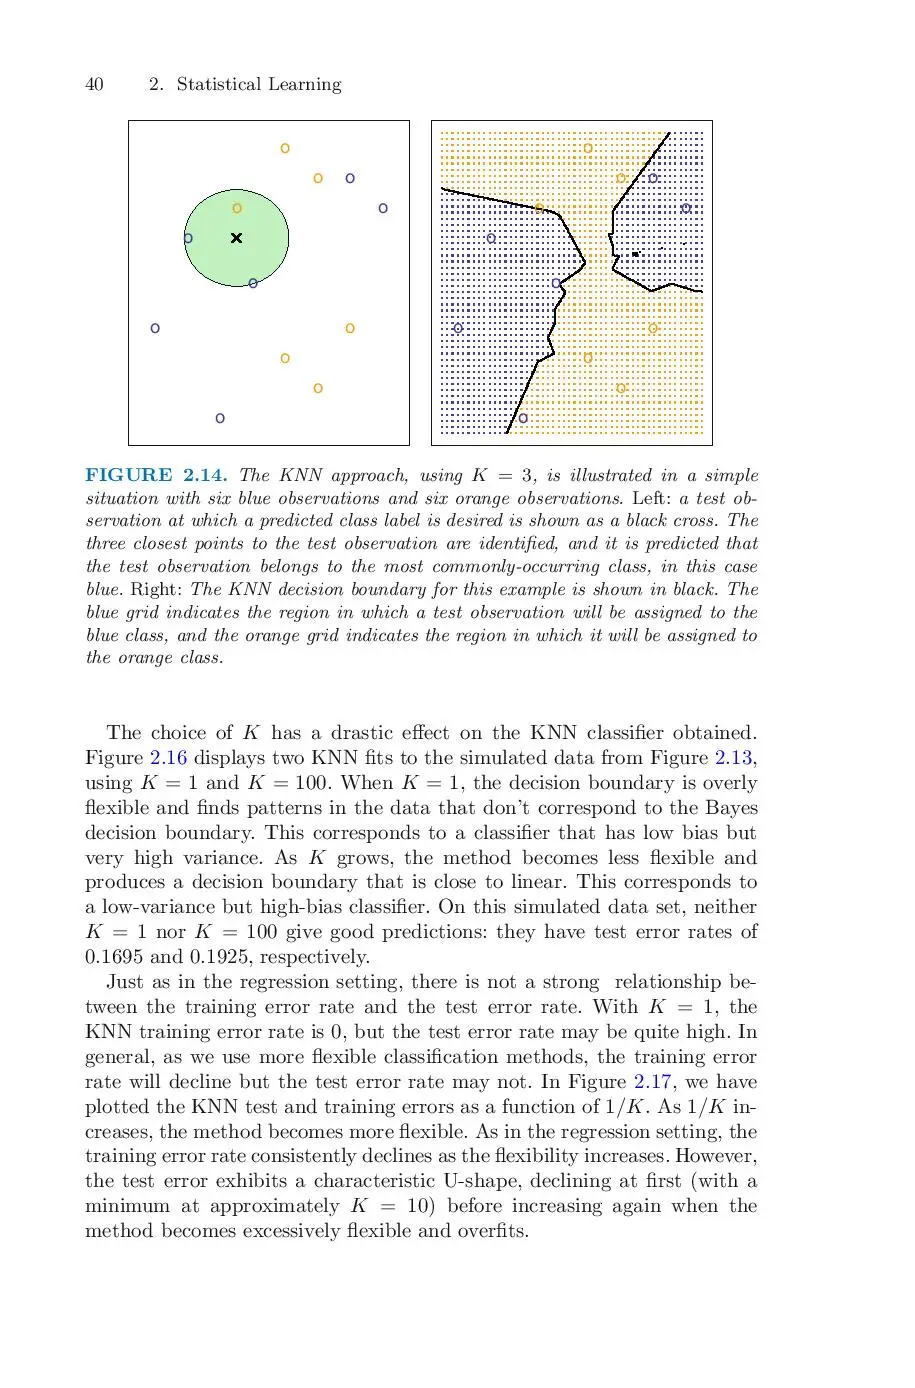 40 2. Statistical Learning
FIGURE 2.14. The KNN approach, using K = 3, is illustrated in a simple
situation with six blue observations and six orange observations. Left: a test ob-
servation at which a predicted class label is desired is shown as a black cross. The
three closest points to the test observation are identified, and it is predicted that
the test observation belongs to the most commonly-occurring class, in this case
blue. Right: The KNN decision boundary for this example is shown in black. The
blue grid indicates the region in which a test observation will be assigned to the
blue class, and the orange grid indicates the region in which it will be assigned to
the orange class.
The choice of K has a drastic effect on the KNN classifier obtained.
Figure 2.16 displays two KNN fits to the simulated data from Figure 2.13,
using K = 1 and K = 100. When K = 1, the decision boundary is overly
flexible and finds patterns in the data that don't correspond to the Bayes
decision boundary. This corresponds to a classifier that has low bias but
very high variance. As K grows, the method becomes less flexible and
produces a decision boundary that is close to linear. This corresponds to
a low-variance but high-bias classifier. On this simulated data set, neither
K = 1 nor K = 100 give good predictions: they have test error rates of
0.1695 and 0.1925, respectively.
Just as in the regression setting, there is not a strong relationship be-
tween the training error rate and the test error rate. With K = 1, the
KNN training error rate is 0, but the test error rate may be quite high. In
general, as we use more flexible classification methods, the training error
rate will decline but the test error rate may not. In Figure 2.17, we have
plotted the KNN test and training errors as a function of 1/K. As 1/K in-
creases, the method becomes more flexible. As in the regression setting, the
training error rate consistently declines as the flexibility increases. However,
the test error exhibits a characteristic U-shape, declining at first (with a
minimum at approximately K = 10) before increasing again when the
method becomes excessively flexible and overfits.